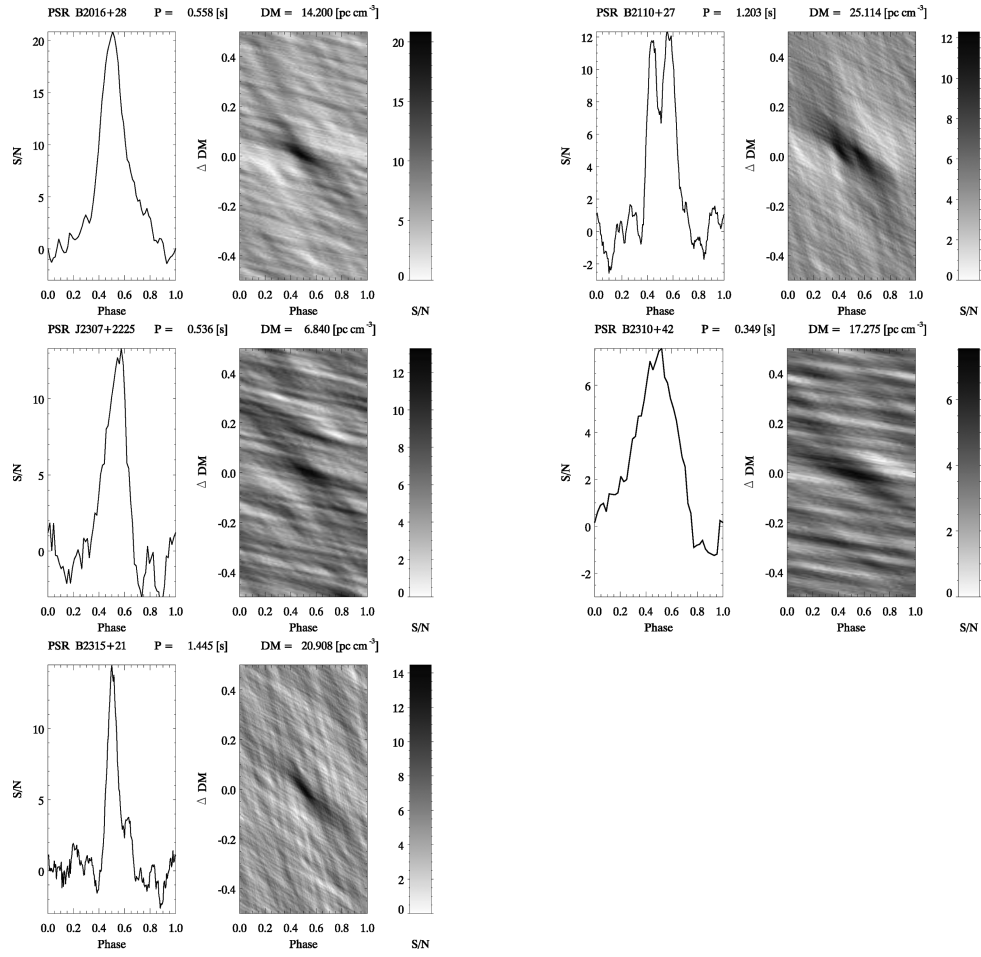 PSR B2016+28 P = 0.558 [s] DM = 14.200 [pc cm-3]
20
15
10
5
0
S/N
0.0 0.2 0.4 0.6 0.8 1.0
Phase
0.4
0.2
0.0
-0.2
-0.4
Δ DM
0.0 0.2 0.4 0.6 0.8 1.0
Phase
20
15
10
5
0
S/N
PSR B2110+27 P = 1.203 [s] DM = 25.114 [pc cm-3]
12
10
8
6
4
2
0
-2
S/N
0.0 0.2 0.4 0.6 0.8 1.0
Phase
0.4
0.2
0.0
-0.2
-0.4
Δ DM
0.0 0.2 0.4 0.6 0.8 1.0
Phase
12
10
8
6
4
2
0
S/N
PSR J2307+2225 P = 0.536 [s] DM = 6.840 [pc cm-3]
10
5
0
S/N
0.0 0.2 0.4 0.6 0.8 1.0
Phase
0.4
0.2
0.0
-0.2
-0.4
Δ DM
0.0 0.2 0.4 0.6 0.8 1.0
Phase
12
10
8
6
4
2
0
S/N
PSR B2310+42 P = 0.349 [s] DM = 17.275 [pc cm-3]
6
4
2
0
-2
S/N
0.0 0.2 0.4 0.6 0.8 1.0
Phase
0.4
0.2
0.0
-0.2
-0.4
Δ DM
0.0 0.2 0.4 0.6 0.8 1.0
Phase
6
4
2
0
S/N
PSR B2315+21 P = 1.445 [s] DM = 20.908 [pc cm-3]
10
5
0
S/N
0.0 0.2 0.4 0.6 0.8 1.0
Phase
0.4
0.2
0.0
-0.2
-0.4
Δ DM
0.0 0.2 0.4 0.6 0.8 1.0
Phase
14
12
10
8
6
4
2
0
S/N